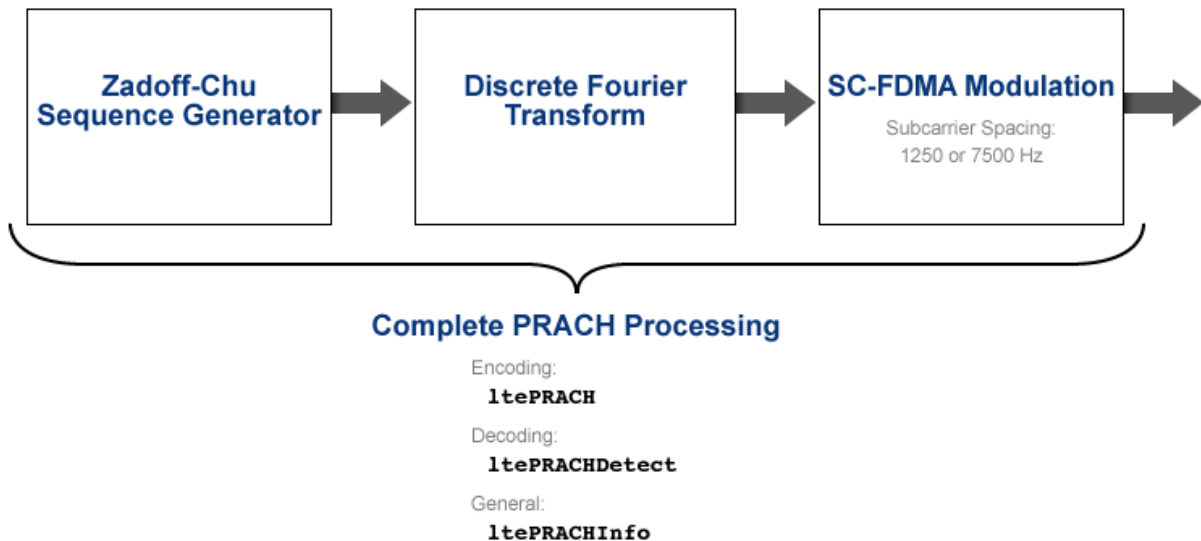 Zadoff-Chu
Sequence Generator
Discrete Fourier
Transform
SC-FDMA Modulation
Subcarrier Spacing:
1250 or 7500 Hz
Complete PRACH Processing
Encoding:
ltePRACH
Decoding:
ltePRACHDetect
General:
ltePRACHInfo